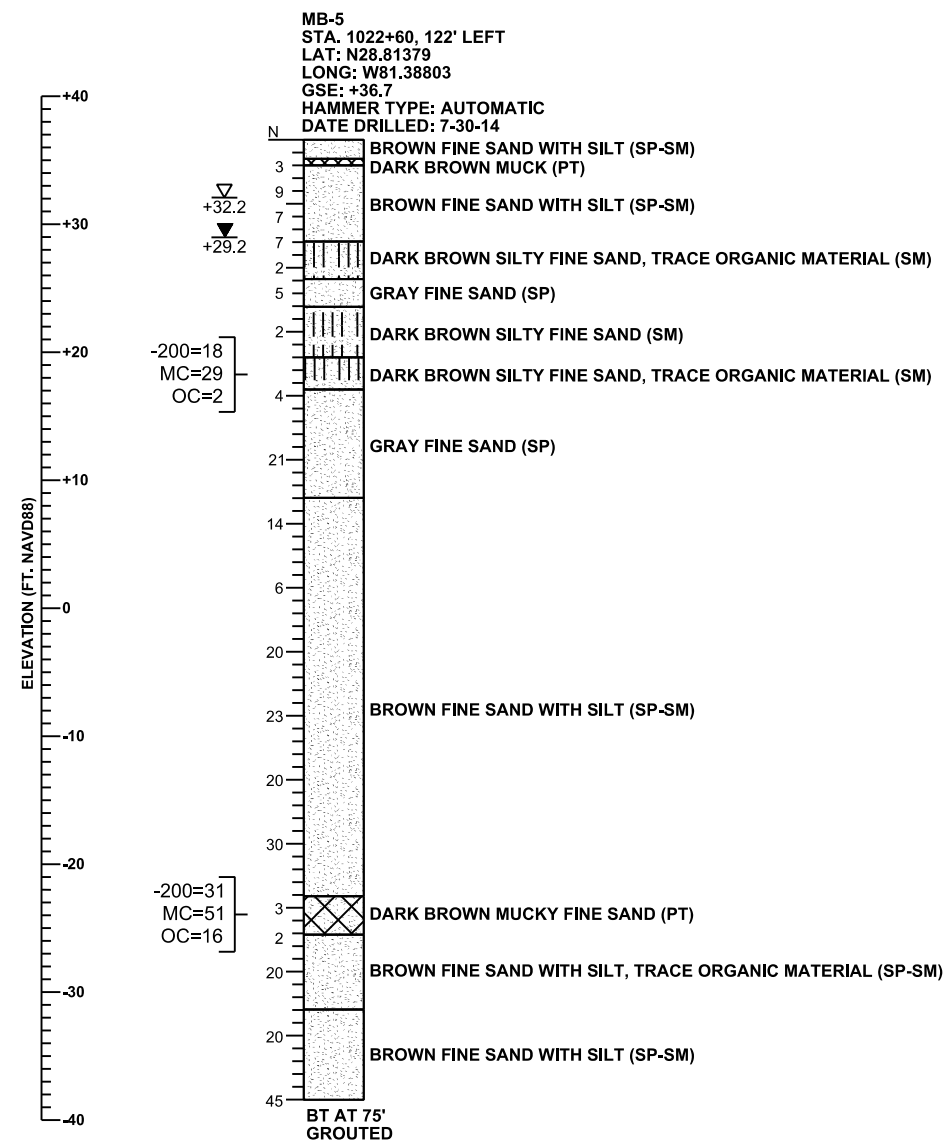 MB-5
STA. 1022+60, 122' LEFT
LAT: N28.81379
LONG: W81.38803
GSE: +36.7
HAMMER TYPE: AUTOMATIC
DATE DRILLED: 7-30-14
+40
N
BROWN FINE SAND WITH SILT (SP-SM)
3
DARK BROWN MUCK (PT)
9
+32.2
BROWN FINE SAND WITH SILT (SP-SM)
7
+30
7
+29.2
DARK BROWN SILTY FINE SAND, TRACE ORGANIC MATERIAL (SM)
2
5
GRAY FINE SAND (SP)
2
DARK BROWN SILTY FINE SAND (SM)
+20
-200=18
MC=29
OC=2
DARK BROWN SILTY FINE SAND, TRACE ORGANIC MATERIAL (SM)
4
GRAY FINE SAND (SP)
21
+10
14
6
0
ELEVATION (FT. NAVD88)
20
23
BROWN FINE SAND WITH SILT (SP-SM)
-10
20
30
-20
-200=31
MC=51
OC=16
3
DARK BROWN MUCKY FINE SAND (PT)
2
20
BROWN FINE SAND WITH SILT, TRACE ORGANIC MATERIAL (SP-SM)
-30
20
BROWN FINE SAND WITH SILT (SP-SM)
45
-40
BT AT 75'
GROUTED